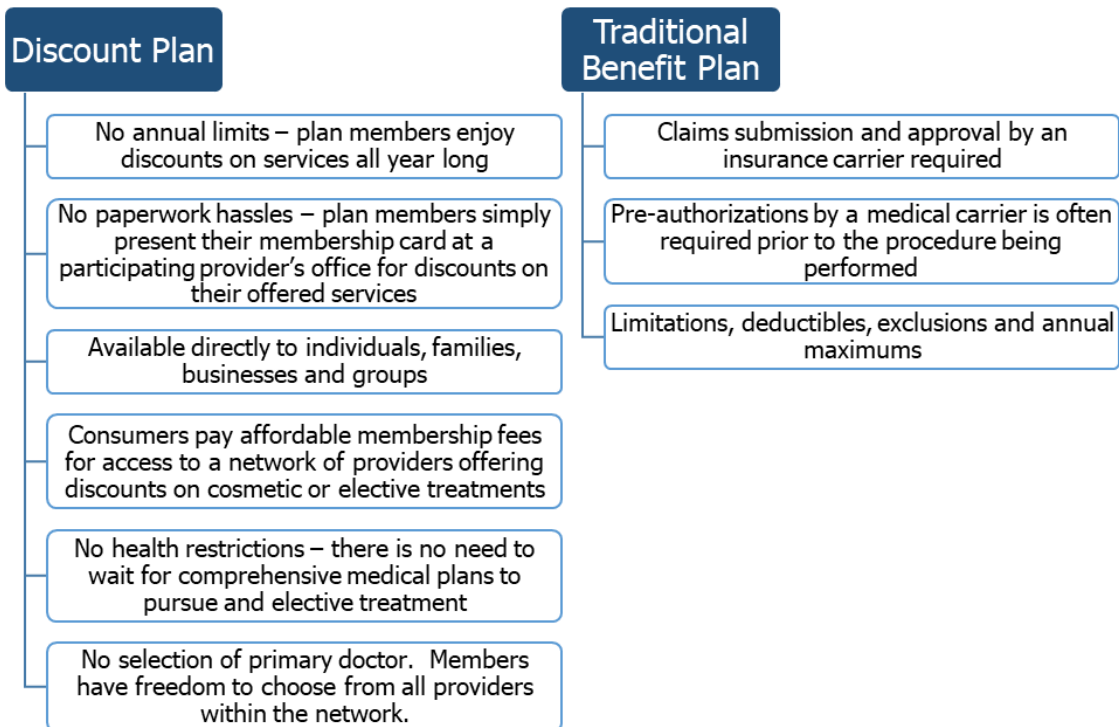 Discount Plan
No annual limits – plan members enjoy
discounts on services all year long
No paperwork hassles – plan members simply
present their membership card at a
participating provider's office for discounts on
their offered services
Available directly to individuals, families,
businesses and groups
Consumers pay affordable membership fees
for access to a network of providers offering
discounts on cosmetic or elective treatments
No health restrictions – there is no need to
wait for comprehensive medical plans to
pursue and elective treatment
No selection of primary doctor.  Members
have freedom to choose from all providers
within the network.
Traditional
Benefit Plan
Claims submission and approval by an
insurance carrier required
Pre-authorizations by a medical carrier is often
required prior to the procedure being
performed
Limitations, deductibles, exclusions and annual
maximums